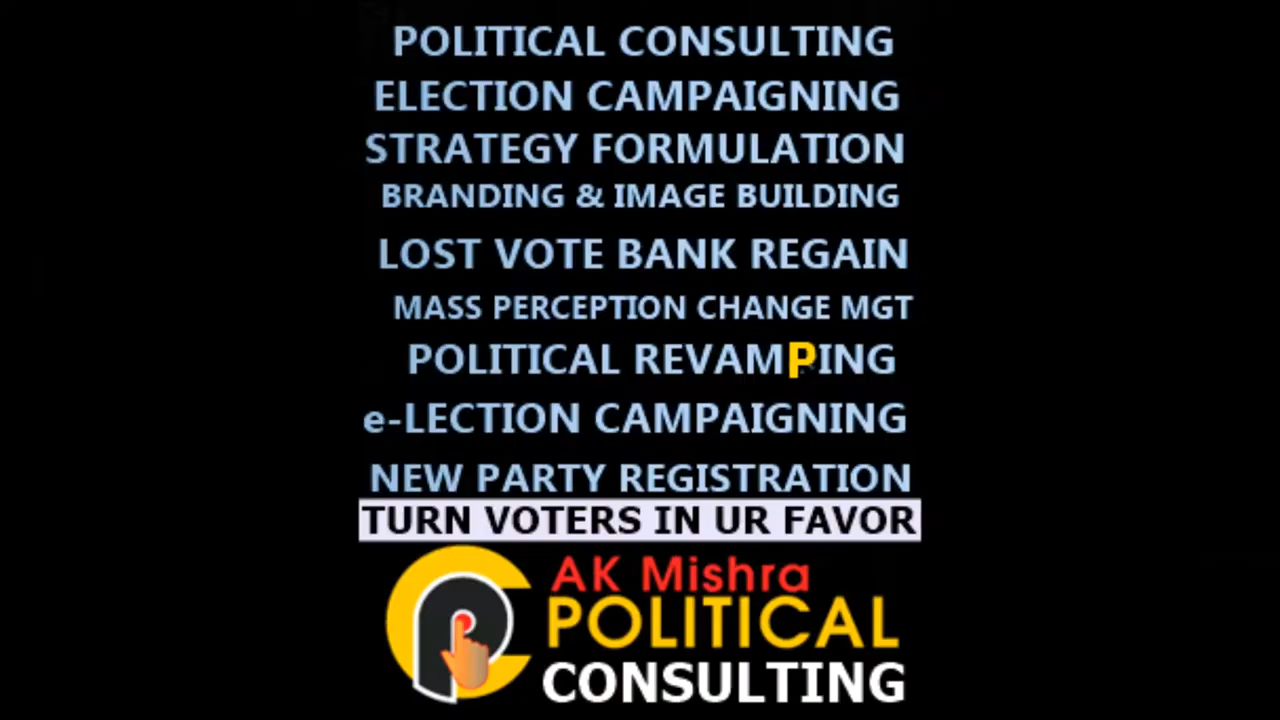 POLITICAL CONSULTING
ELECTION CAMPAIGNING
STRATEGY FORMULATION
BRANDING & IMAGE BUILDING
LOST VOTE BANK REGAIN
MASS PERCEPTION CHANGE MGT
POLITICAL REVAMPING
e-LECTION CAMPAIGNING
NEW PARTY REGISTRATION
TURN VOTERS IN UR FAVOR
AK Mishra
POLITICAL
CONSULTING